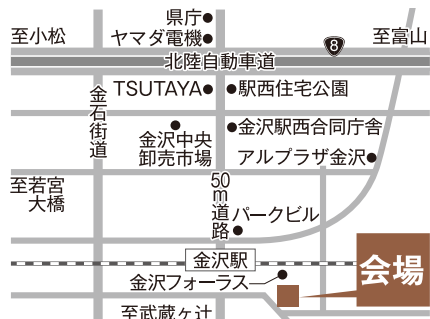 県庁
ヤマダ電機
至小松
8
至富山
北陸自動車道
TSUTAYA
駅西住宅公園
金石街道
金沢中央
卸売市場
金沢駅西合同庁舎
アルプラザ金沢
至若宮
大橋
50m道路
パークビル
金沢駅
会場
金沢フォーラス
至武蔵ヶ辻